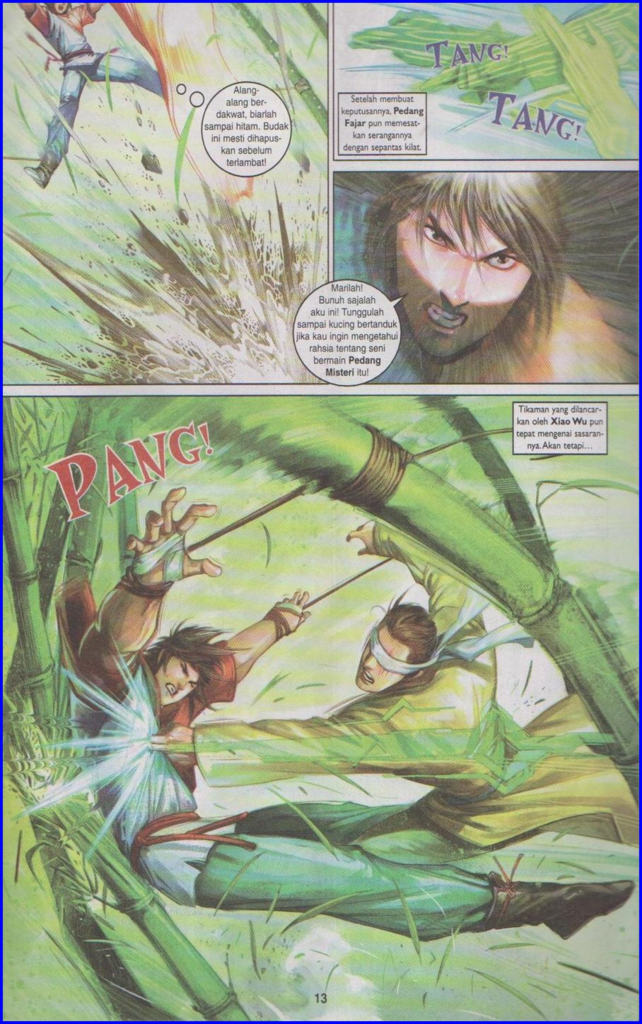 Alang-
alang ber-
dakwat, biarlah
sampai hitam. Budak
ini mesti dihapus-
kan sebelum
terlambat!
TANG!
TANG!
Setelah membuat
keputusannya, Pedang
Fajar pun memesat-
kan serangannya
dengan sepantas kilat.
Marilah!
Bunuh sajalah
aku ini! Tunggulah
sampai kucing bertanduk
jika kau ingin mengetahui
rahsia tentang seni
bermain Pedang
Misteri itu!
PANG!
Tikaman yang dilancar-
kan oleh Xiao Wu pun
tepat mengenai sasaran-
nya. Akan tetapi...
13